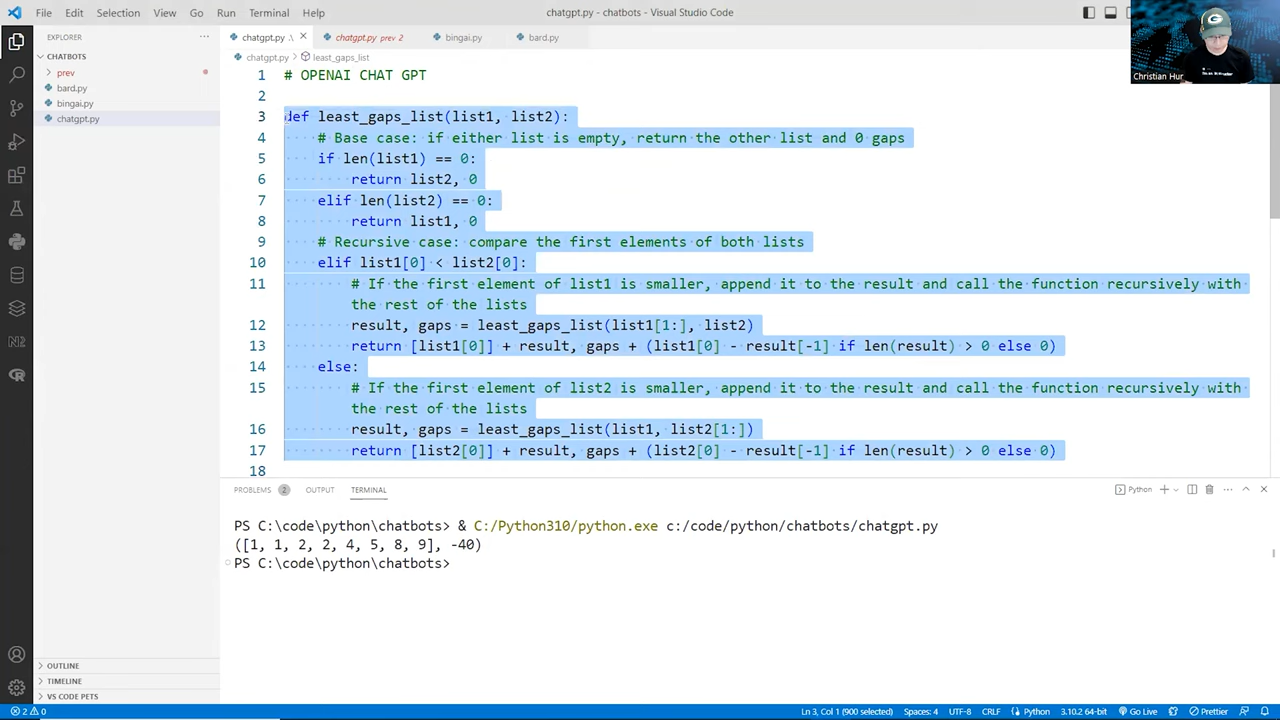 File Edit Selection View Go Run Terminal Help
chatgpt.py - chatbots - Visual Studio Code
EXPLORER
CHATBOTS
prev
bard.py
bingai.py
chatgpt.py
OUTLINE
TIMELINE
VS CODE PETS
chatgpt.py .\
chatgpt.py prev 2
bingai.py
bard.py
chatgpt.py > least_gaps_list
1 # OPENAI CHAT GPT
2
3 def least_gaps_list(list1, list2):
4 # Base case: if either list is empty, return the other list and 0 gaps
5 if len(list1) == 0:
6 return list2, 0
7 elif len(list2) == 0:
8 return list1, 0
9 # Recursive case: compare the first elements of both lists
10 elif list1[0] < list2[0]:
11 # If the first element of list1 is smaller, append it to the result and call the function recursively with
the rest of the lists
12 result, gaps = least_gaps_list(list1[1:], list2)
13 return [list1[0]] + result, gaps + (list1[0] - result[-1] if len(result) > 0 else 0)
14 else:
15 # If the first element of list2 is smaller, append it to the result and call the function recursively with
the rest of the lists
16 result, gaps = least_gaps_list(list1, list2[1:])
17 return [list2[0]] + result, gaps + (list2[0] - result[-1] if len(result) > 0 else 0)
18
Christian Hur
PROBLEMS 2 OUTPUT TERMINAL
Python
PS C:\code\python\chatbots> & C:/Python310/python.exe c:/code/python/chatbots/chatgpt.py
([1, 1, 2, 2, 4, 5, 8, 9], -40)
PS C:\code\python\chatbots>
2 0
Ln 3, Col 1 (900 selected) Spaces: 4 UTF-8 CRLF Python 3.10.2 64-bit Go Live Prettier